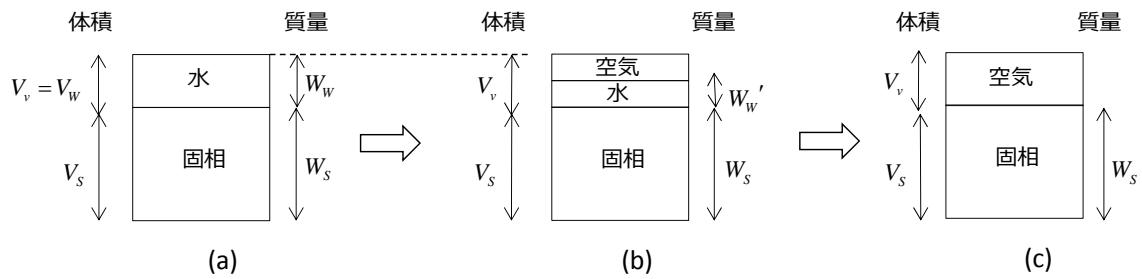 体積 質量 体積 質量 体積 質量
水 空気 空気
V_v = V_W W_W V_v 水 W_W' V_v
固相 固相 固相
V_S W_S V_S W_S V_S W_S
(a) (b) (c)